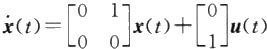 ẋ(t)=[0 1; 0 0]x(t)+[0; 1]u(t)